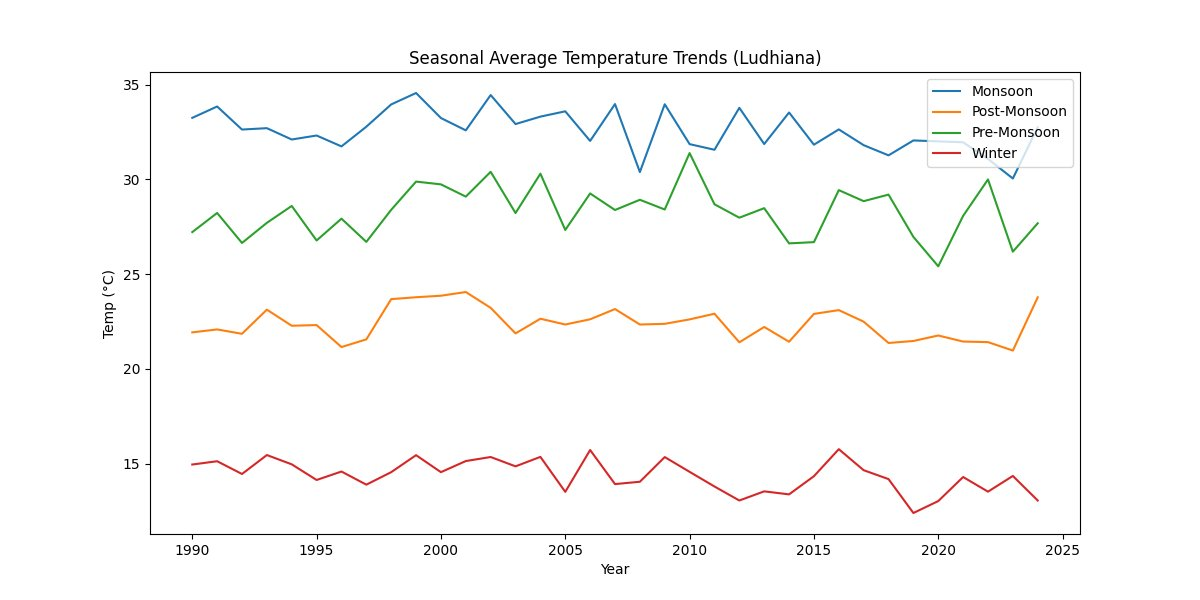 Seasonal Average Temperature Trends (Ludhiana)
Monsoon
Post-Monsoon
Pre-Monsoon
Winter
Temp (°C)
35
30
25
20
15
1990 1995 2000 2005 2010 2015 2020 2025
Year